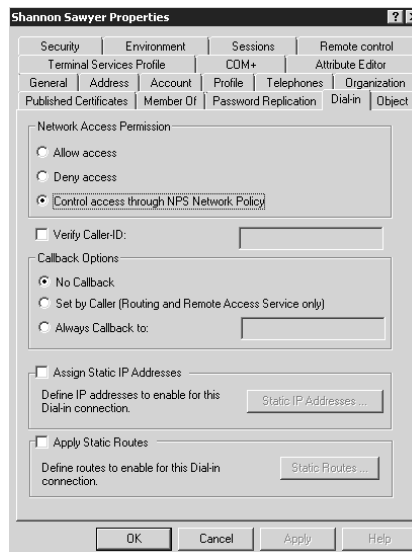 Shannon Sawyer Properties
Security Environment Sessions Remote control
Terminal Services Profile COM+ Attribute Editor
General Address Account Profile Telephones Organization
Published Certificates Member Of Password Replication Dial-in Object
Network Access Permission
Allow access
Deny access
Control access through NPS Network Policy
Verify Caller-ID:
Callback Options
No Callback
Set by Caller (Routing and Remote Access Service only)
Always Callback to:
Assign Static IP Addresses
Define IP addresses to enable for this
Dial-in connection.
Static IP Addresses ...
Apply Static Routes
Define routes to enable for this Dial-in
connection.
Static Routes ...
OK Cancel Apply Help